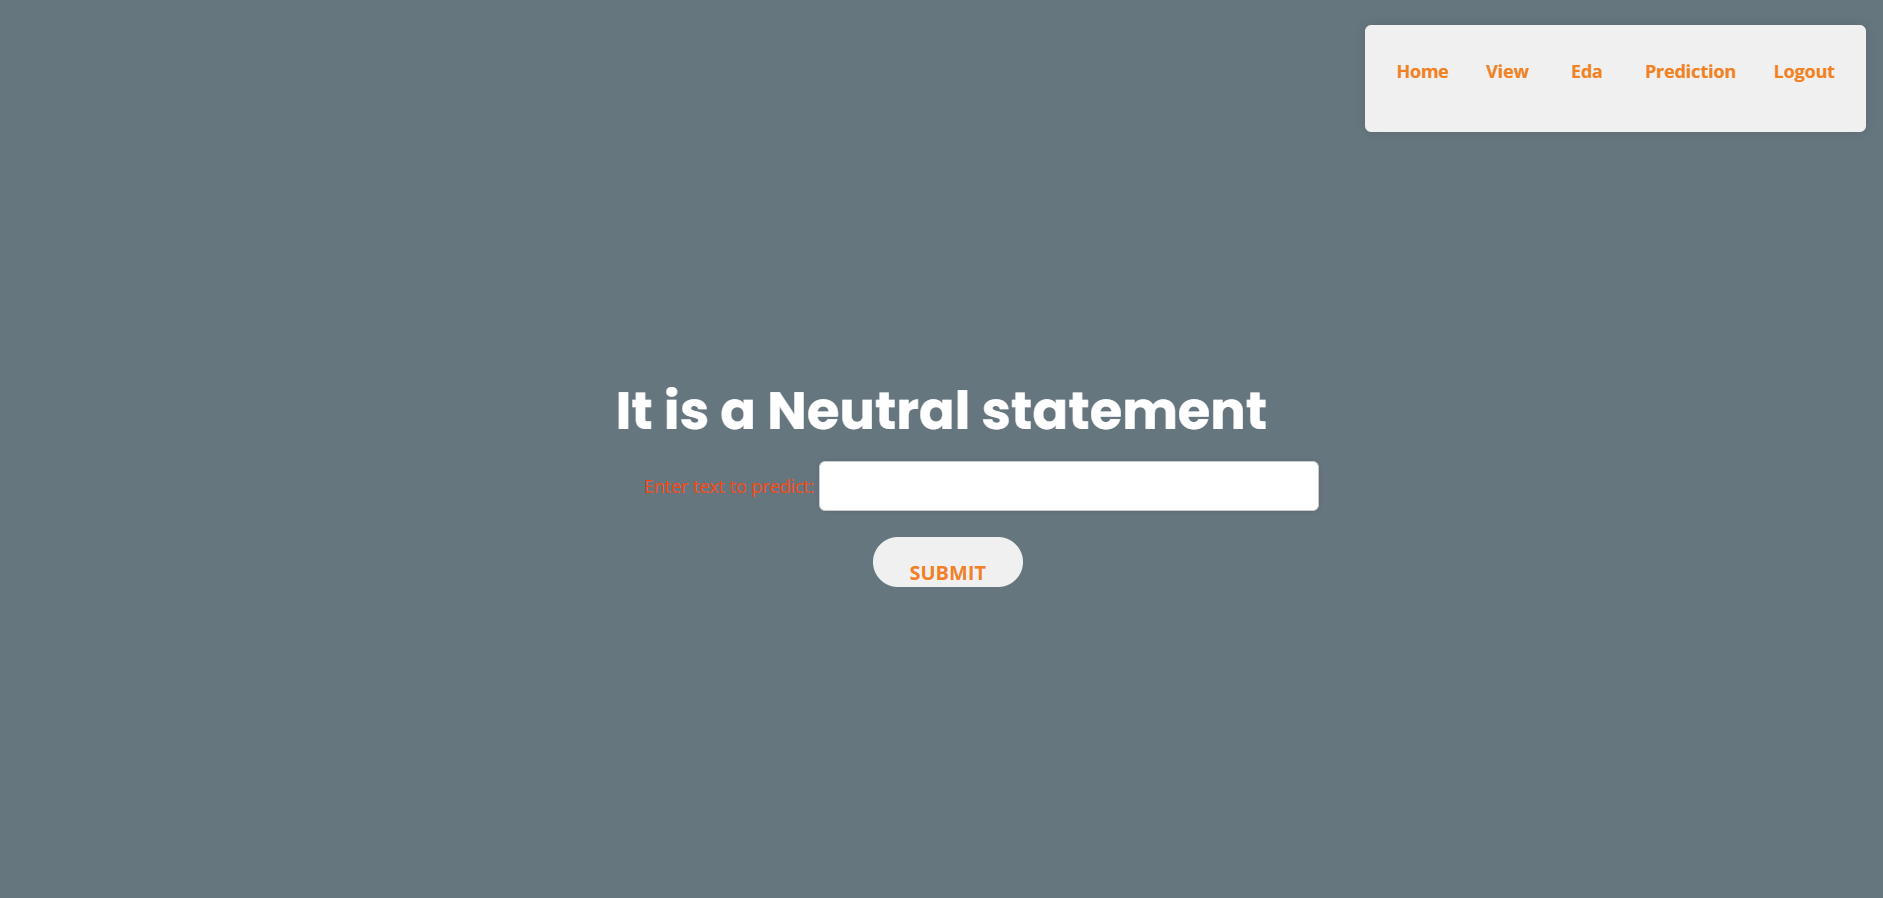 Home View Eda Prediction Logout
It is a Neutral statement
Enter text to predict:
SUBMIT